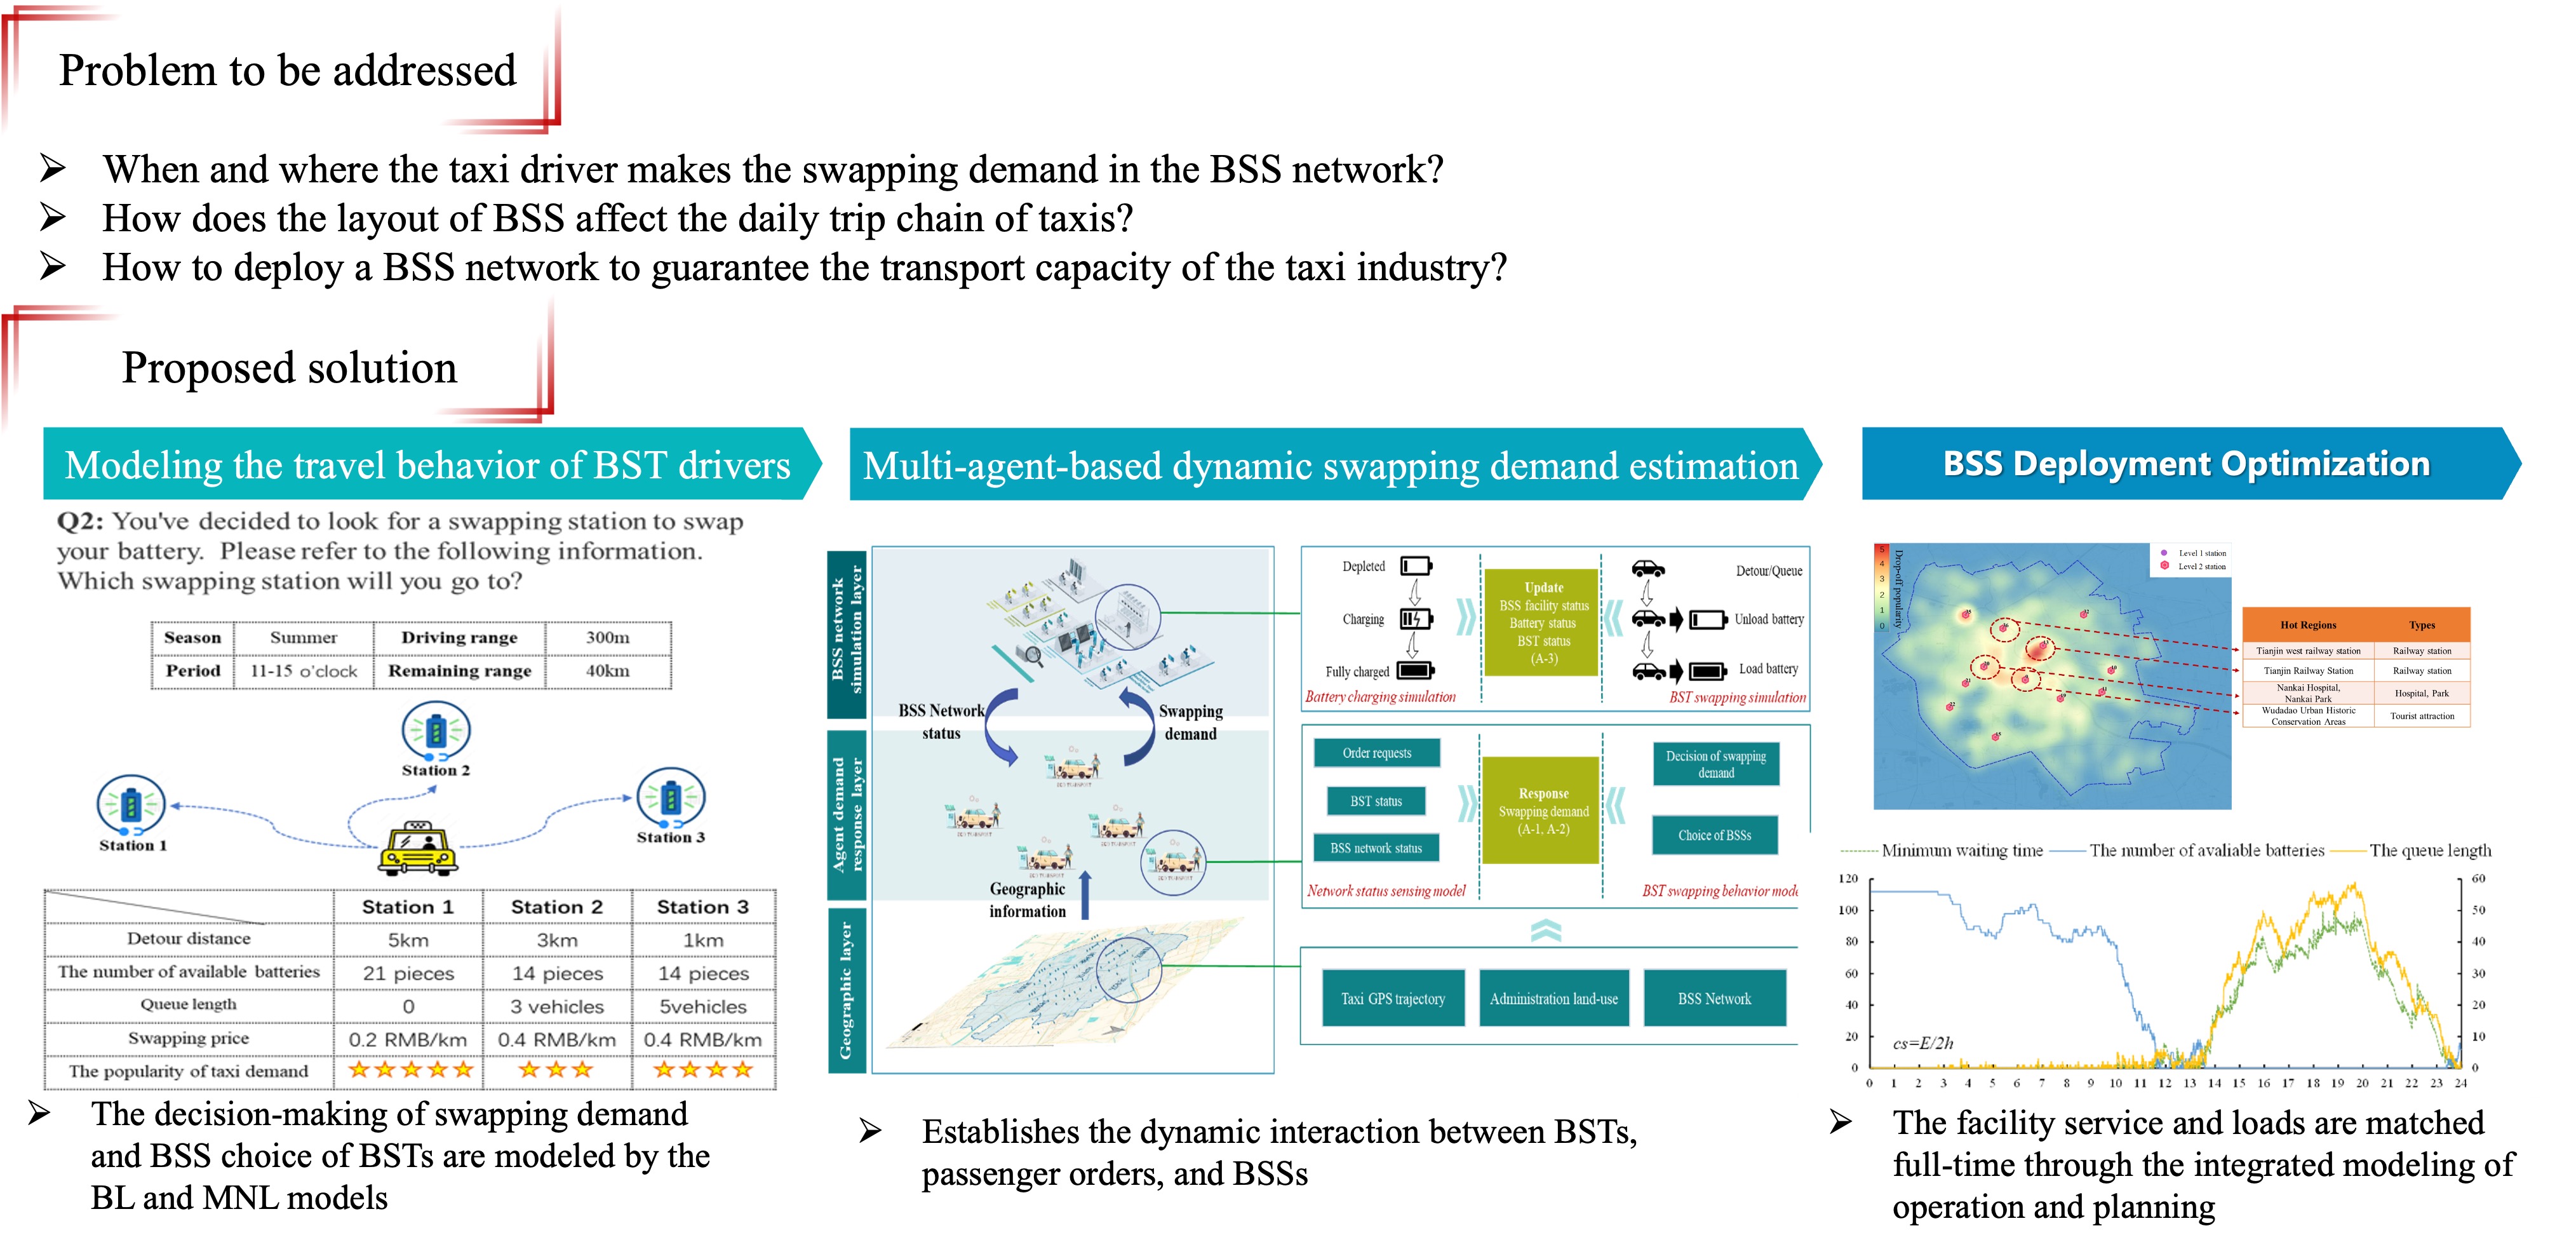 Problem to be addressed
➢ When and where the taxi driver makes the swapping demand in the BSS network?
➢ How does the layout of BSS affect the daily trip chain of taxis?
➢ How to deploy a BSS network to guarantee the transport capacity of the taxi industry?
Proposed solution
Modeling the travel behavior of BST drivers
Q2: You've decided to look for a swapping station to swap
your battery. Please refer to the following information.
Which swapping station will you go to?
Season Summer Driving range 300m
Period 11-15 o'clock Remaining range 40km
Station 2
Station 1
Station 3
Station 1 Station 2 Station 3
Detour distance 5km 3km 1km
The number of available batteries 21 pieces 14 pieces 14 pieces
Queue length 0 3 vehicles 5vehicles
Swapping price 0.2 RMB/km 0.4 RMB/km 0.4 RMB/km
The popularity of taxi demand
➢ The decision-making of swapping demand
and BSS choice of BSTs are modeled by the
BL and MNL models
Multi-agent-based dynamic swapping demand estimation
BSS network
simulation layer
Agent demand
response layer
Geographic layer
BSS Network
status
Swapping
demand
Geographic
information
Depleted
Charging
Fully charged
Battery charging simulation
Update
BSS facility status
Battery status
BST status
(A-3)
Detour/Queue
Unload battery
Load battery
BST swapping simulation
Order requests
BST status
BSS network status
Network status sensing model
Response
Swapping demand
(A-1, A-2)
Decision of swapping
demand
Choice of BSSs
BST swapping behavior mode
Taxi GPS trajectory
Administration land-use
BSS Network
➢ Establishes the dynamic interaction between BSTs,
passenger orders, and BSSs
BSS Deployment Optimization
Drop-off popularity
5
4
3
2
1
0
Level 1 station
Level 2 station
Hot Regions Types
Tianjin west railway station Railway station
Tianjin Railway Station Railway station
Nankai Hospital,
Nankai Park Hospital, Park
Wudadao Urban Historic
Conservation Areas Tourist attraction
Minimum waiting time The number of avaliable batteries The queue length
120 60
100 50
80 40
60 30
40 20
20 10
0 0
cs=E/2h
0 1 2 3 4 5 6 7 8 9 10 11 12 13 14 15 16 17 18 19 20 21 22 23 24
➢ The facility service and loads are matched
full-time through the integrated modeling of
operation and planning